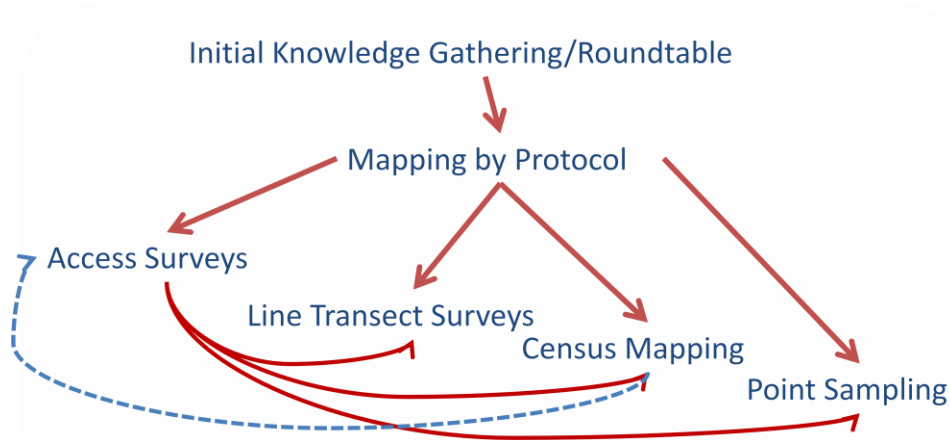 Initial Knowledge Gathering/Roundtable
Mapping by Protocol
Access Surveys
Line Transect Surveys
Census Mapping
Point Sampling